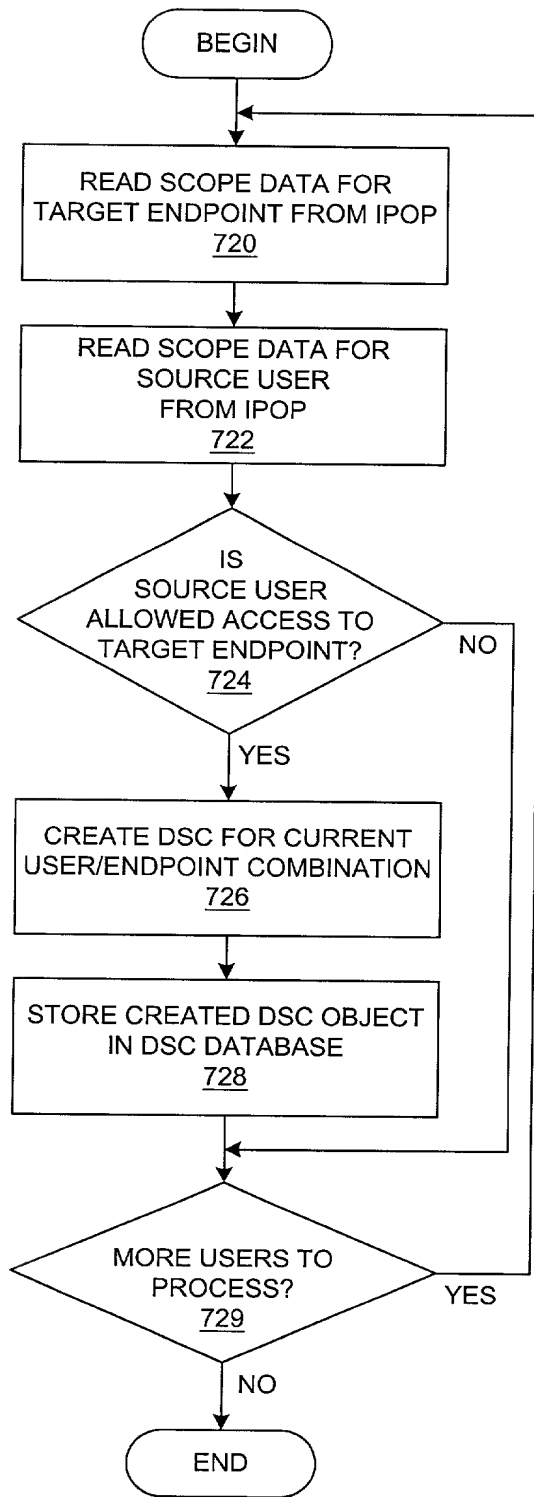 BEGIN
READ SCOPE DATA FOR
TARGET ENDPOINT FROM IPOP
720
READ SCOPE DATA FOR
SOURCE USER
FROM IPOP
722
IS
SOURCE USER
ALLOWED ACCESS TO
TARGET ENDPOINT?
724
NO
YES
CREATE DSC FOR CURRENT
USER/ENDPOINT COMBINATION
726
STORE CREATED DSC OBJECT
IN DSC DATABASE
728
MORE USERS TO
PROCESS?
729
YES
NO
END